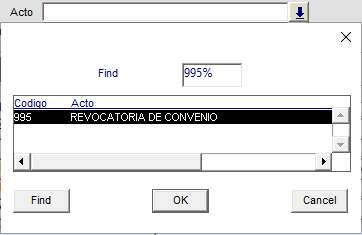 Acto
Find 995%
Codigo Acto
995 REVOCATORIA DE CONVENIO
Find OK Cancel